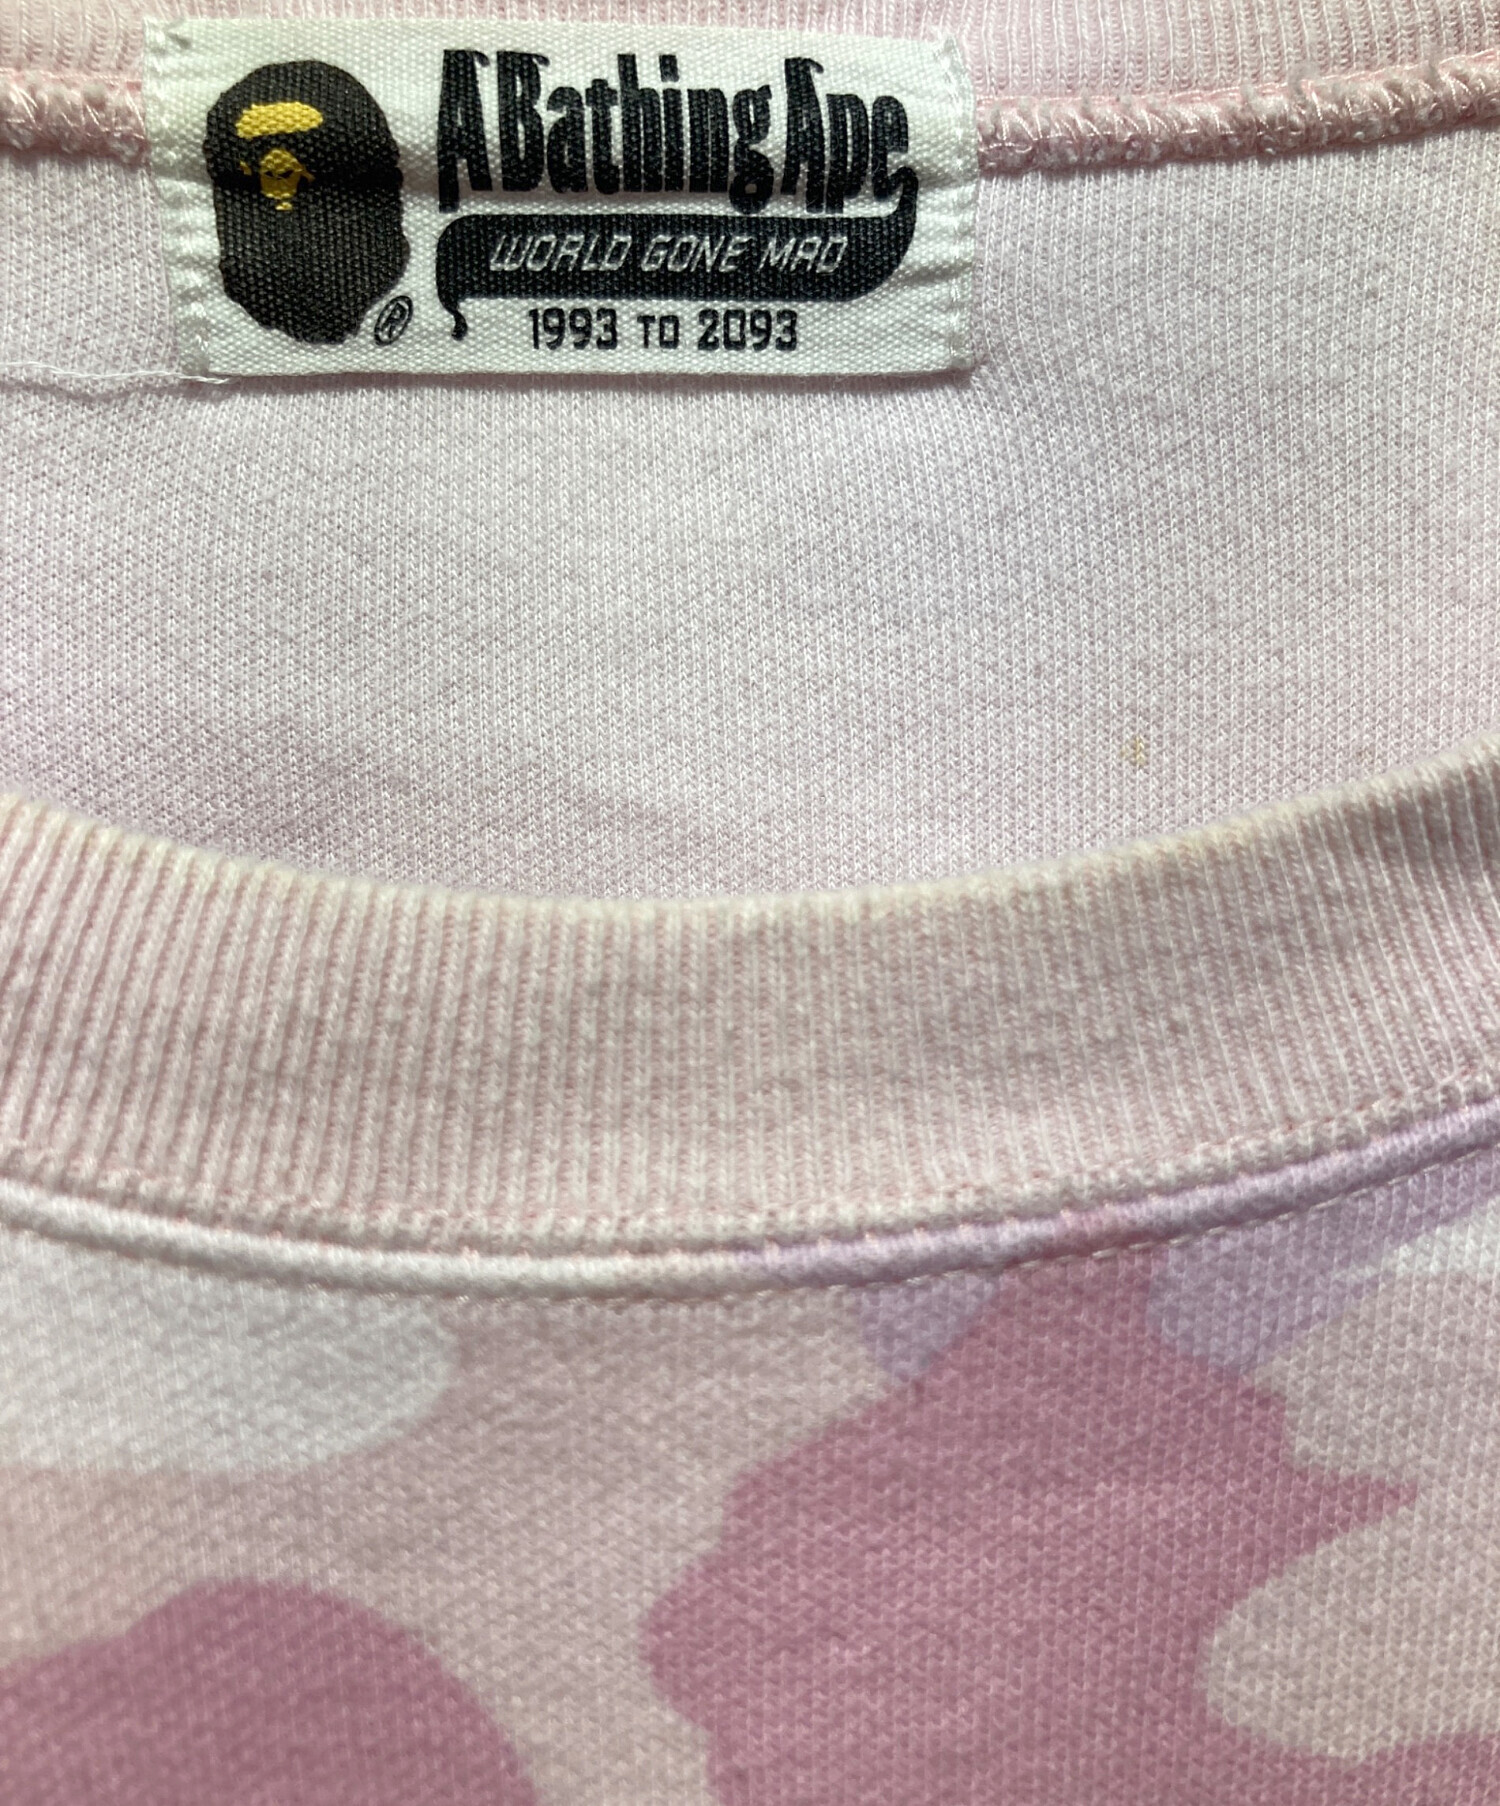 A Bathing Ape
WORLD GONE MAD
®
1993 TO 2093